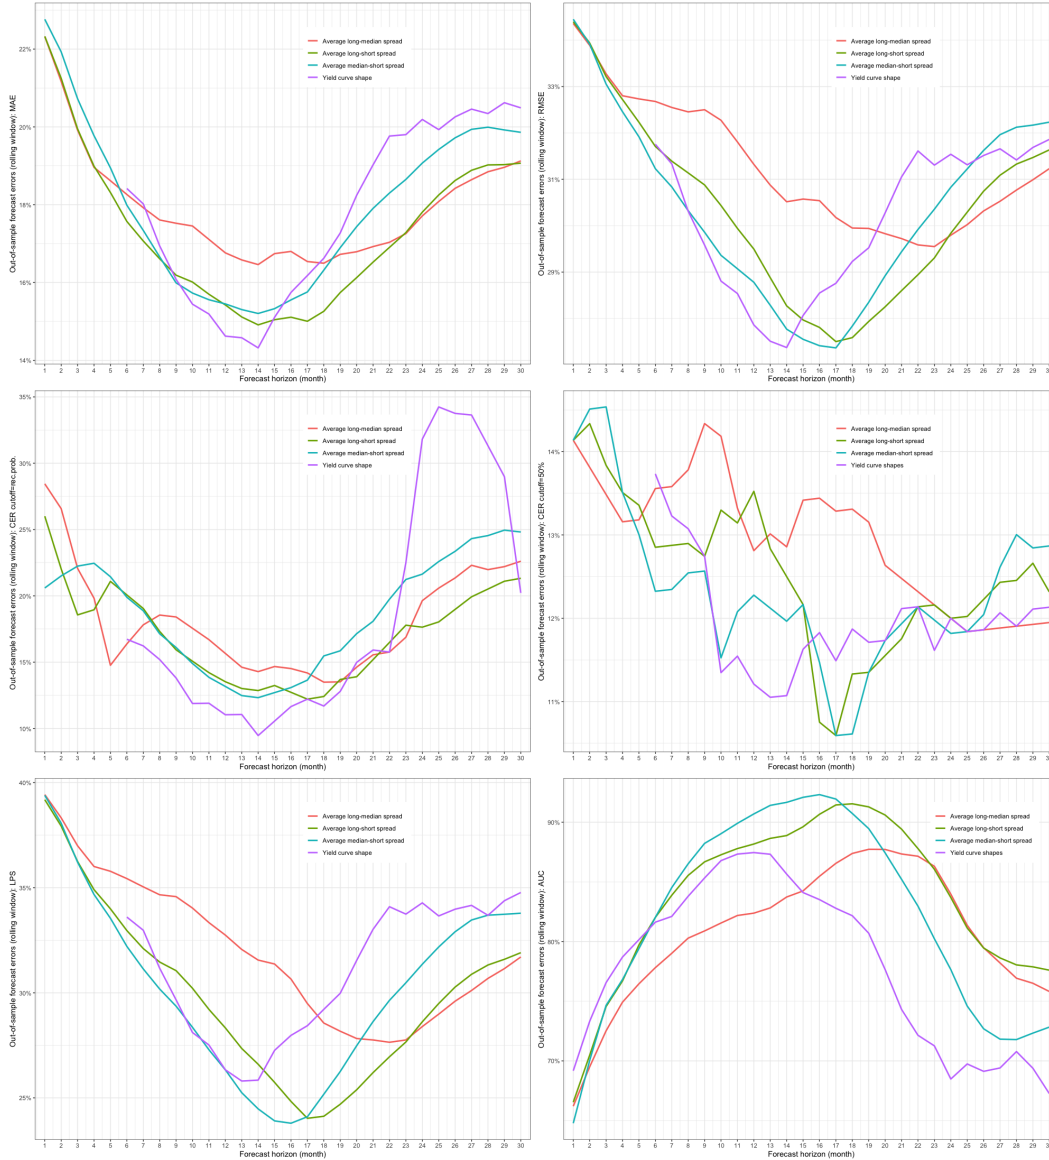 Out-of-sample forecast errors (rolling window): MAE
22%
20%
18%
16%
14%
Average long-median spread
Average long-short spread
Average median-short spread
Yield curve shape
1 2 3 4 5 6 7 8 9 10 11 12 13 14 15 16 17 18 19 20 21 22 23 24 25 26 27 28 29 30
Forecast horizon (month)
Out-of-sample forecast errors (rolling window): RMSE
33%
31%
29%
Average long-median spread
Average long-short spread
Average median-short spread
Yield curve shape
1 2 3 4 5 6 7 8 9 10 11 12 13 14 15 16 17 18 19 20 21 22 23 24 25 26 27 28 29
Forecast horizon (month)
Out-of-sample forecast errors (rolling window): CER cutoff=rec.prob.
35%
30%
25%
20%
15%
10%
Average long-median spread
Average long-short spread
Average median-short spread
Yield curve shape
1 2 3 4 5 6 7 8 9 10 11 12 13 14 15 16 17 18 19 20 21 22 23 24 25 26 27 28 29 30
Forecast horizon (month)
Out-of-sample forecast errors (rolling window): CER cutoff=50%
14%
13%
12%
11%
Average long-median spread
Average long-short spread
Average median-short spread
Yield curve shapes
1 2 3 4 5 6 7 8 9 10 11 12 13 14 15 16 17 18 19 20 21 22 23 24 25 26 27 28 29
Forecast horizon (month)
Out-of-sample forecast errors (rolling window): LPS
40%
35%
30%
25%
Average long-median spread
Average long-short spread
Average median-short spread
Yield curve shape
1 2 3 4 5 6 7 8 9 10 11 12 13 14 15 16 17 18 19 20 21 22 23 24 25 26 27 28 29 30
Forecast horizon (month)
Out-of-sample forecast errors (rolling window): AUC
90%
80%
70%
Average long-median spread
Average long-short spread
Average median-short spread
Yield curve shapes
1 2 3 4 5 6 7 8 9 10 11 12 13 14 15 16 17 18 19 20 21 22 23 24 25 26 27 28 29
Forecast horizon (month)